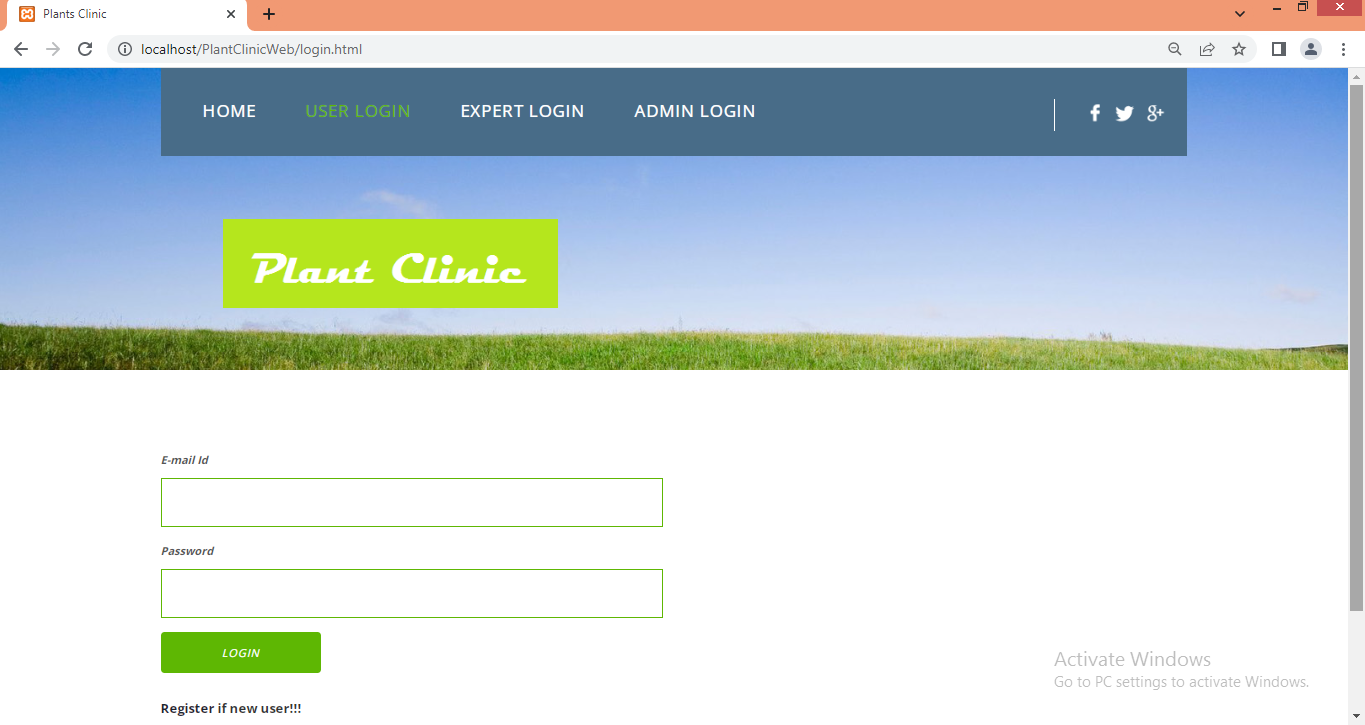 Plants Clinic
localhost/PlantClinicWeb/login.html
HOME USER LOGIN EXPERT LOGIN ADMIN LOGIN
Plant Clinic
E-mail Id
Password
LOGIN
Activate Windows
Go to PC settings to activate Windows.
Register if new user!!!